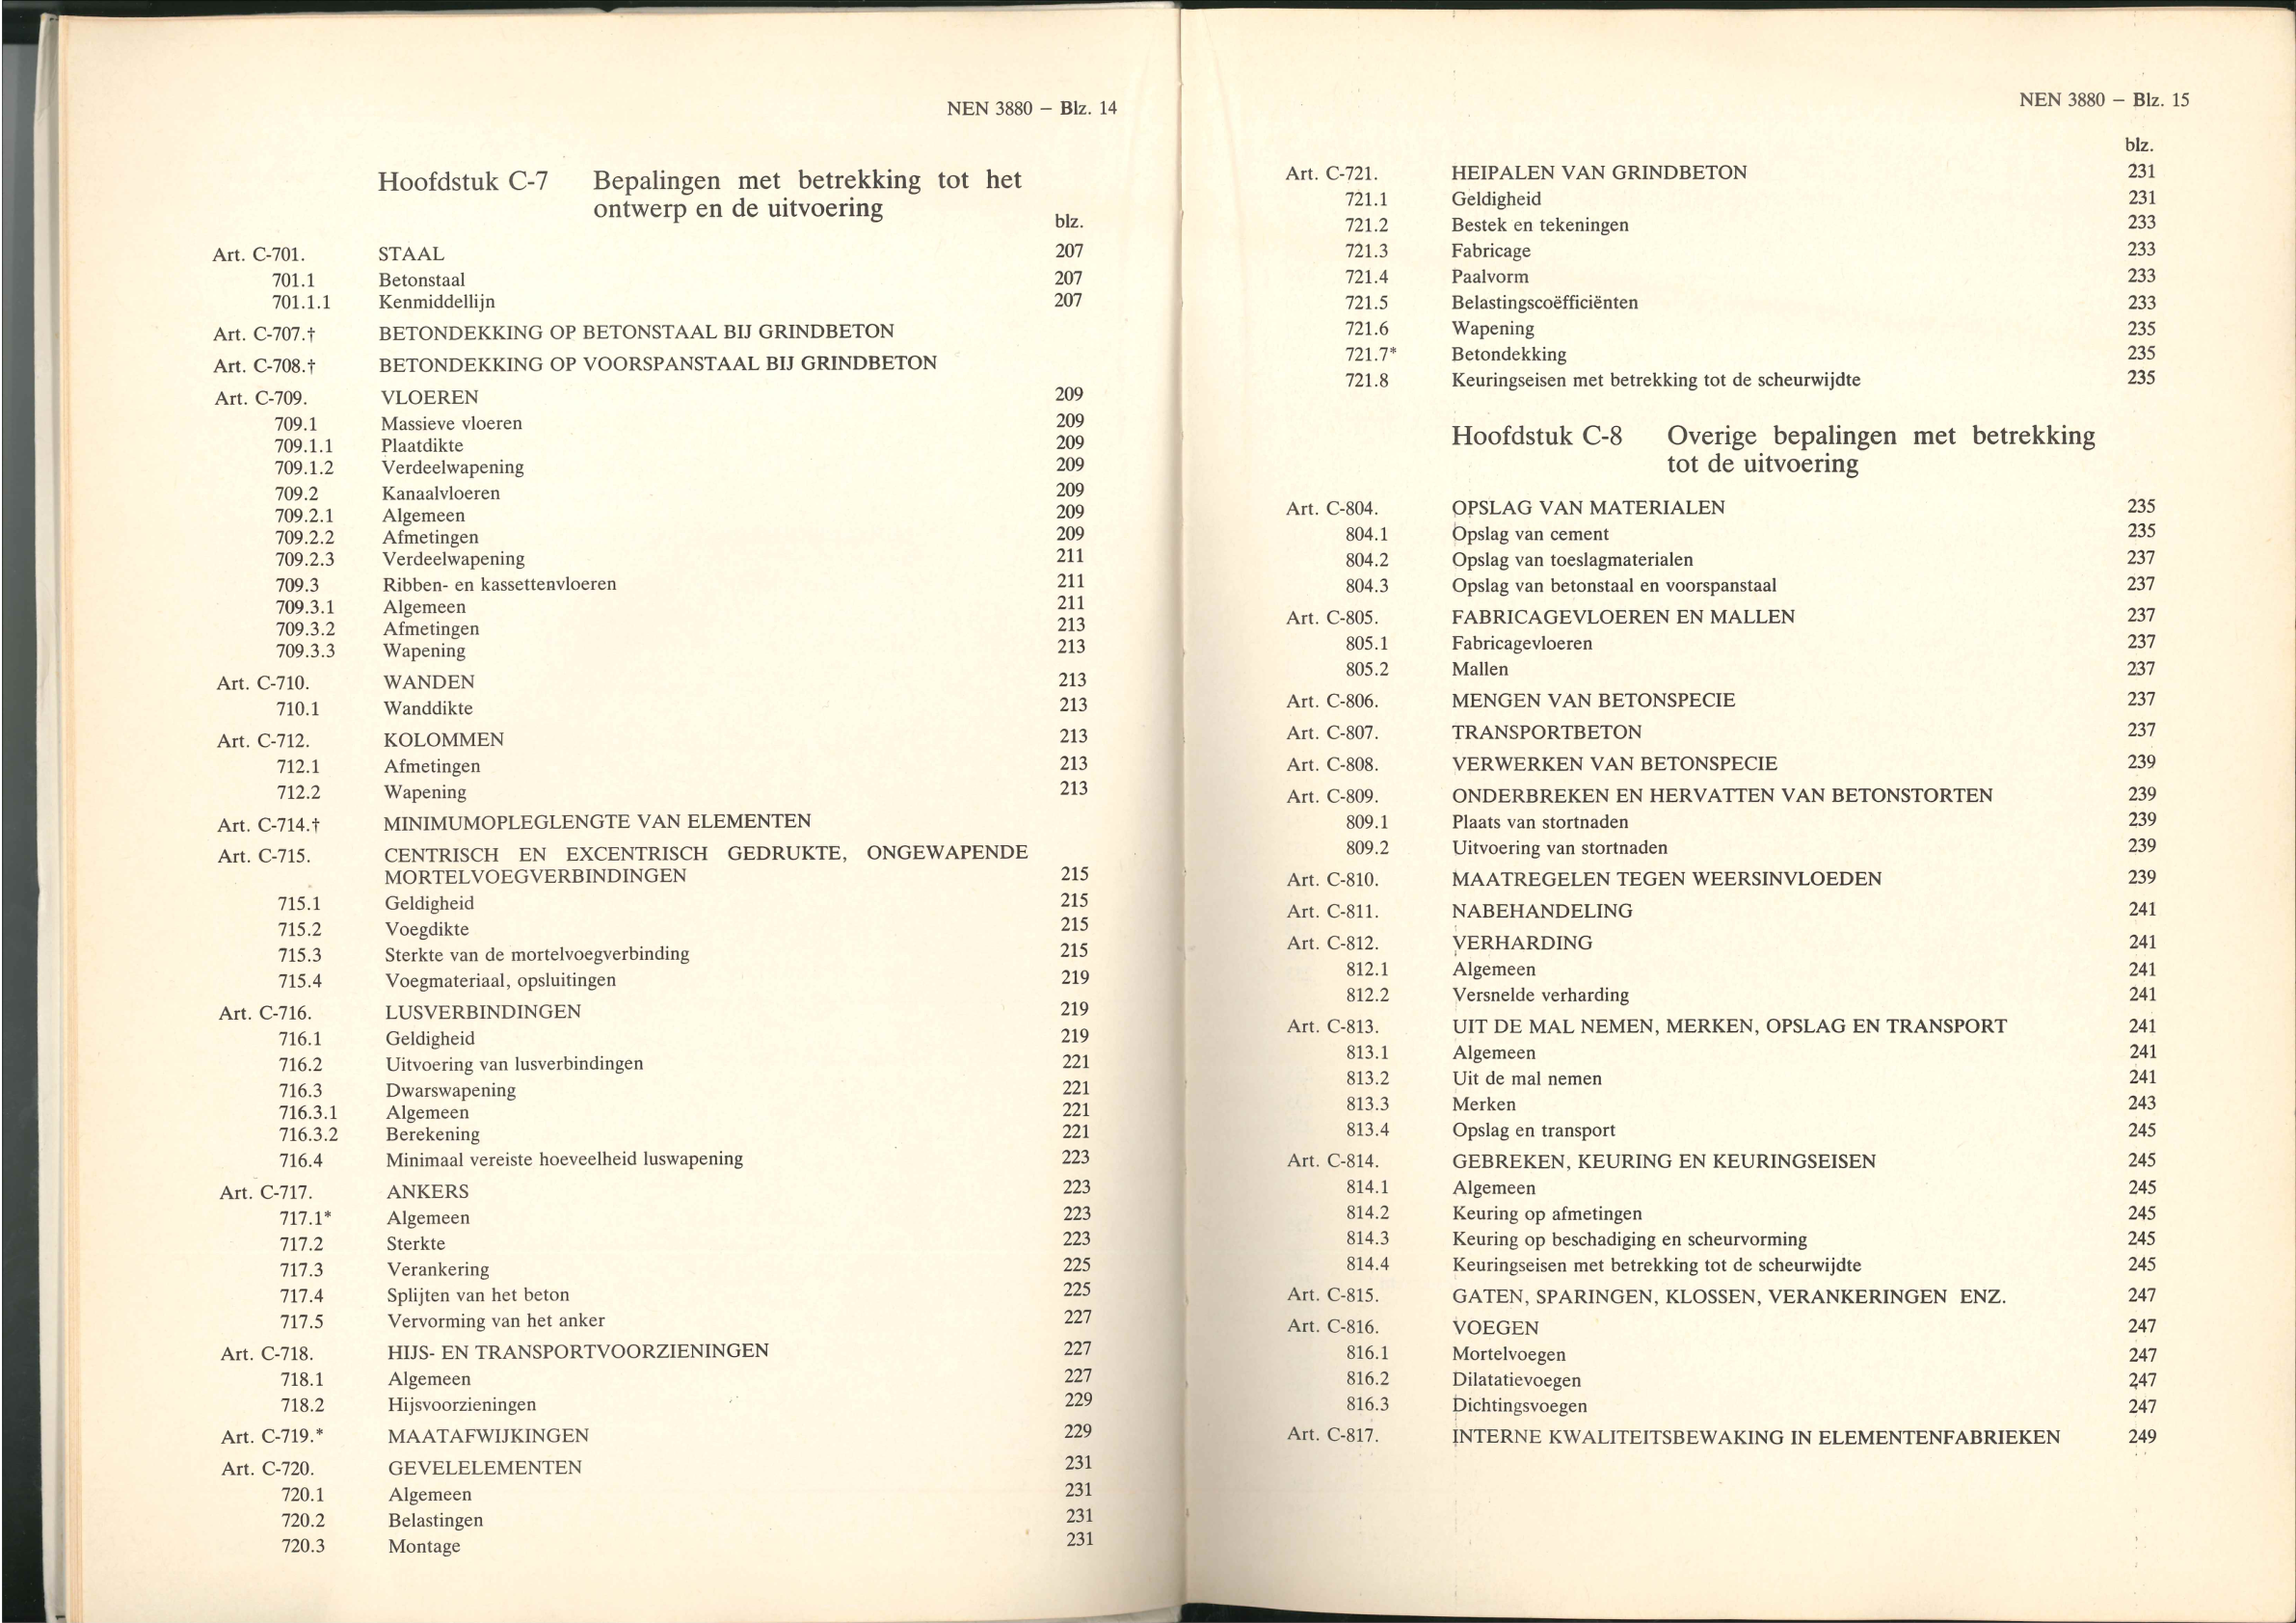 NEN 3880 — Blz. 14
Hoofdstuk C-7 Bepalingen met betrekking tot het
ontwerp en de uitvoering
blz.
Art. C-701. STAAL 207
701.1 Betonstaal 207
701.1.1 Kenmiddellijn 207
Art. C-707.† BETONDEKKING OP BETONSTAAL BIJ GRINDBETON
Art. C-708.† BETONDEKKING OP VOORSPANSTAAL BIJ GRINDBETON
Art. C-709. VLOEREN 209
709.1 Massieve vloeren 209
709.1.1 Plaatdikte 209
709.1.2 Verdeelwapening 209
709.2 Kanaalvloeren 209
709.2.1 Algemeen 209
709.2.2 Afmetingen 209
709.2.3 Verdeelwapening 211
709.3 Ribben- en kassettenvloeren 211
709.3.1 Algemeen 211
709.3.2 Afmetingen 213
709.3.3 Wapening 213
Art. C-710. WANDEN 213
710.1 Wanddikte 213
Art. C-712. KOLOMMEN 213
712.1 Afmetingen 213
712.2 Wapening 213
Art. C-714.† MINIMUMOPLEGLENGTE VAN ELEMENTEN
Art. C-715. CENTRISCH EN EXCENTRISCH GEDRUKTE, ONGEWAPENDE
MORTELVOEGVERBINDINGEN 215
715.1 Geldigheid 215
715.2 Voegdikte 215
715.3 Sterkte van de mortelvoegverbinding 215
715.4 Voegmateriaal, opsluitingen 219
Art. C-716. LUSVERBINDINGEN 219
716.1 Geldigheid 219
716.2 Uitvoering van lusverbindingen 221
716.3 Dwarswapening 221
716.3.1 Algemeen 221
716.3.2 Berekening 221
716.4 Minimaal vereiste hoeveelheid luswapening 223
Art. C-717. ANKERS 223
717.1* Algemeen 223
717.2 Sterkte 223
717.3 Verankering 225
717.4 Splijten van het beton 225
717.5 Vervorming van het anker 227
Art. C-718. HIJS- EN TRANSPORTVOORZIENINGEN 227
718.1 Algemeen 227
718.2 Hijsvoorzieningen 229
Art. C-719.* MAATAFWIJKINGEN 229
Art. C-720. GEVELELEMENTEN 231
720.1 Algemeen 231
720.2 Belastingen 231
720.3 Montage 231
NEN 3880 — Blz. 15
blz.
Art. C-721. HEIPALEN VAN GRINDBETON 231
721.1 Geldigheid 231
721.2 Bestek en tekeningen 233
721.3 Fabricage 233
721.4 Paalvorm 233
721.5 Belastingscoëfficiënten 233
721.6 Wapening 235
721.7* Betondekking 235
721.8 Keuringseisen met betrekking tot de scheurwijdte 235
Hoofdstuk C-8 Overige bepalingen met betrekking
tot de uitvoering
Art. C-804. OPSLAG VAN MATERIALEN 235
804.1 Opslag van cement 235
804.2 Opslag van toeslagmaterialen 237
804.3 Opslag van betonstaal en voorspanstaal 237
Art. C-805. FABRICAGEVLOEREN EN MALLEN 237
805.1 Fabricagevloeren 237
805.2 Mallen 237
Art. C-806. MENGEN VAN BETONSPECIE 237
Art. C-807. TRANSPORTBETON 237
Art. C-808. VERWERKEN VAN BETONSPECIE 239
Art. C-809. ONDERBREKEN EN HERVATTEN VAN BETONSTORTEN 239
809.1 Plaats van stortnaden 239
809.2 Uitvoering van stortnaden 239
Art. C-810. MAATREGELEN TEGEN WEERSINVLOEDEN 239
Art. C-811. NABEHANDELING 241
Art. C-812. VERHARDING 241
812.1 Algemeen 241
812.2 Versnelde verharding 241
Art. C-813. UIT DE MAL NEMEN, MERKEN, OPSLAG EN TRANSPORT 241
813.1 Algemeen 241
813.2 Uit de mal nemen 241
813.3 Merken 243
813.4 Opslag en transport 245
Art. C-814. GEBREKEN, KEURING EN KEURINGSEISEN 245
814.1 Algemeen 245
814.2 Keuring op afmetingen 245
814.3 Keuring op beschadiging en scheurvorming 245
814.4 Keuringseisen met betrekking tot de scheurwijdte 245
Art. C-815. GATEN, SPARINGEN, KLOSSEN, VERANKERINGEN ENZ. 247
Art. C-816. VOEGEN 247
816.1 Mortelvoegen 247
816.2 Dilatatievoegen 247
816.3 Dichtingsvoegen 247
Art. C-817. INTERNE KWALITEITSBEWAKING IN ELEMENTENFABRIEKEN 249